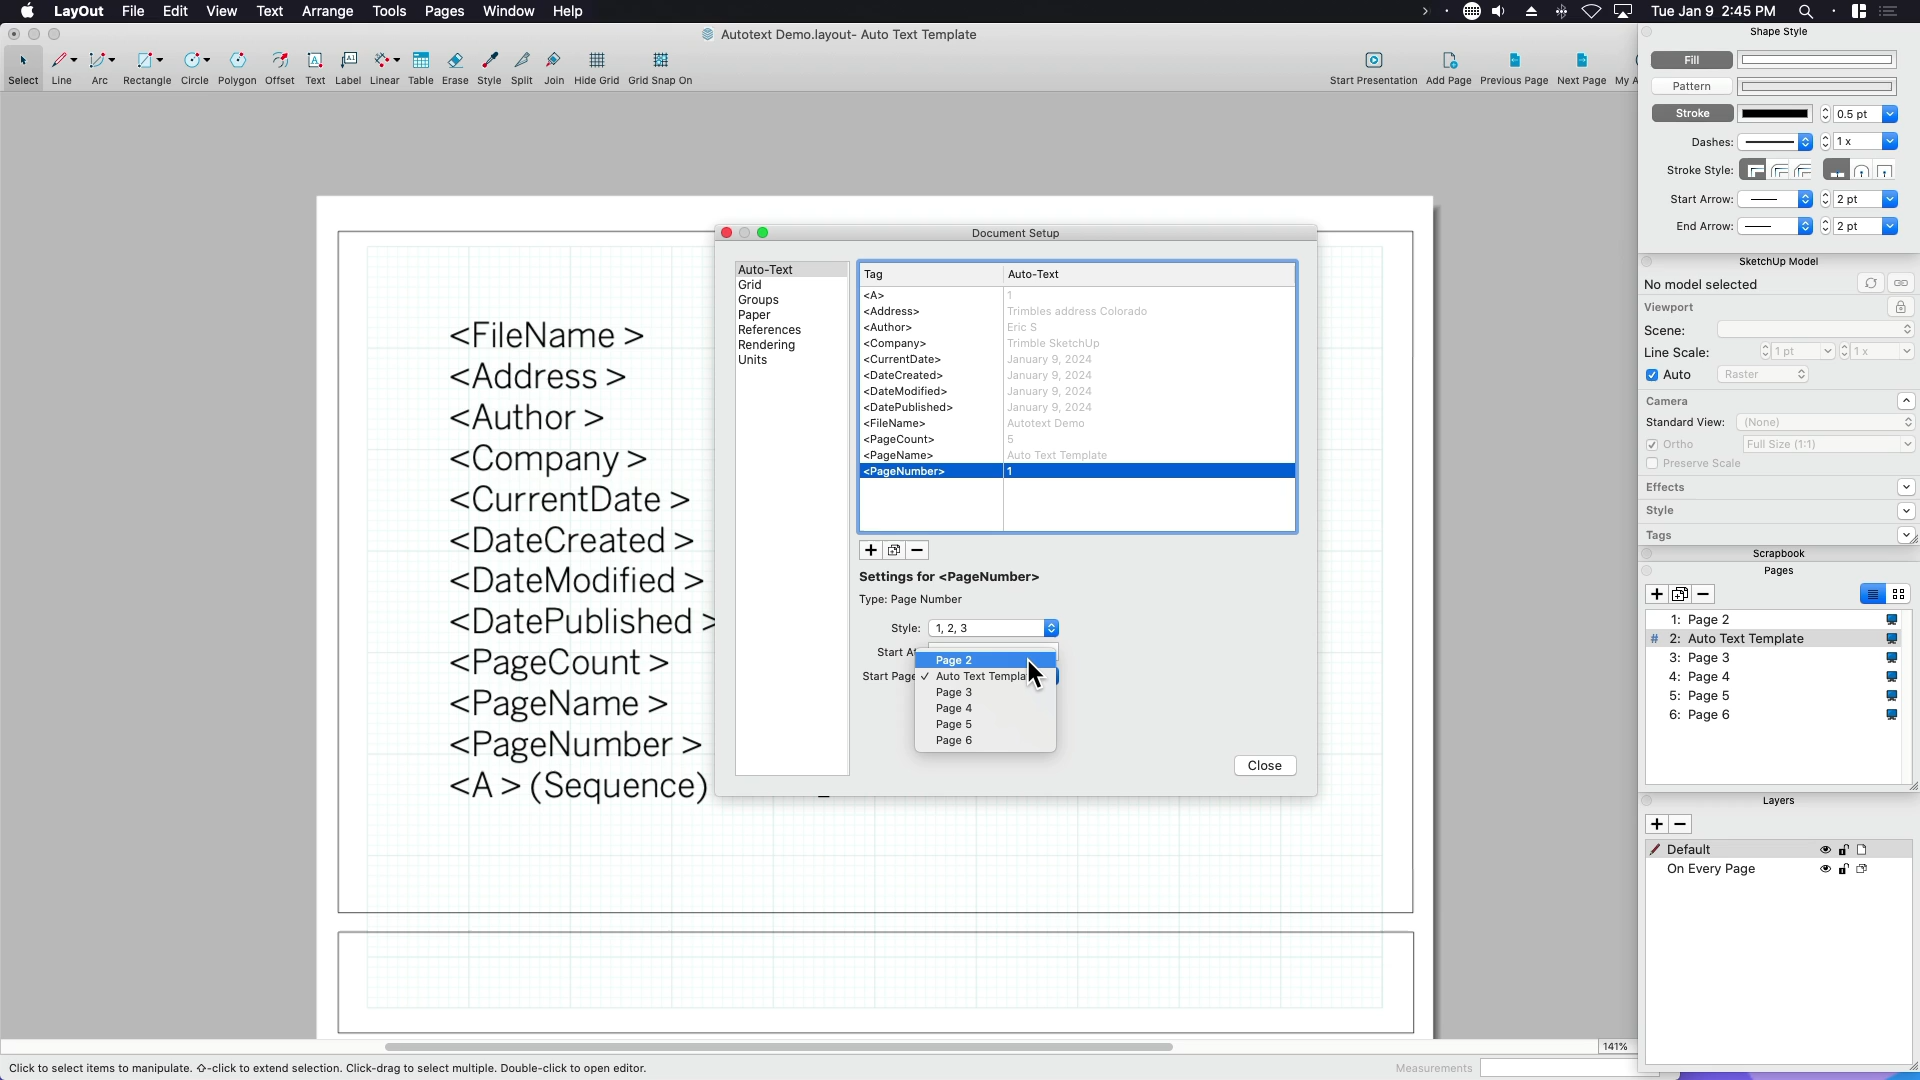 LayOut File Edit View Text Arrange Tools Pages Window Help
Tue Jan 9 2:45 PM
Autotext Demo.layout- Auto Text Template
Select Line Arc Rectangle Circle Polygon Offset Text Label Linear Table Erase Style Split Join Hide Grid Grid Snap On
Start Presentation Add Page Previous Page Next Page My A
<FileName >
<Address >
<Author >
<Company >
<CurrentDate >
<DateCreated >
<DateModified >
<DatePublished >
<PageCount >
<PageName >
<PageNumber >
<A > (Sequence)
Document Setup
Auto-Text
Grid
Groups
Paper
References
Rendering
Units
Tag Auto-Text
<A> 1
<Address> Trimbles address Colorado
<Author> Eric S
<Company> Trimble SketchUp
<CurrentDate> January 9, 2024
<DateCreated> January 9, 2024
<DateModified> January 9, 2024
<DatePublished> January 9, 2024
<FileName> Autotext Demo
<PageCount> 5
<PageName> Auto Text Template
<PageNumber> 1
Settings for <PageNumber>
Type: Page Number
Style: 1, 2, 3
Start At
Start Page
Page 2
✓ Auto Text Templa
Page 3
Page 4
Page 5
Page 6
Close
Shape Style
Fill
Pattern
Stroke 0.5 pt
Dashes: 1 x
Stroke Style:
Start Arrow: 2 pt
End Arrow: 2 pt
SketchUp Model
No model selected
Viewport
Scene:
Line Scale: 1 pt 1 x
Auto Raster
Camera
Standard View: (None)
Ortho Full Size (1:1)
Preserve Scale
Effects
Style
Tags
Scrapbook
Pages
1: Page 2
# 2: Auto Text Template
3: Page 3
4: Page 4
5: Page 5
6: Page 6
Layers
Default
On Every Page
141%
Click to select items to manipulate. ⇧-click to extend selection. Click-drag to select multiple. Double-click to open editor.
Measurements